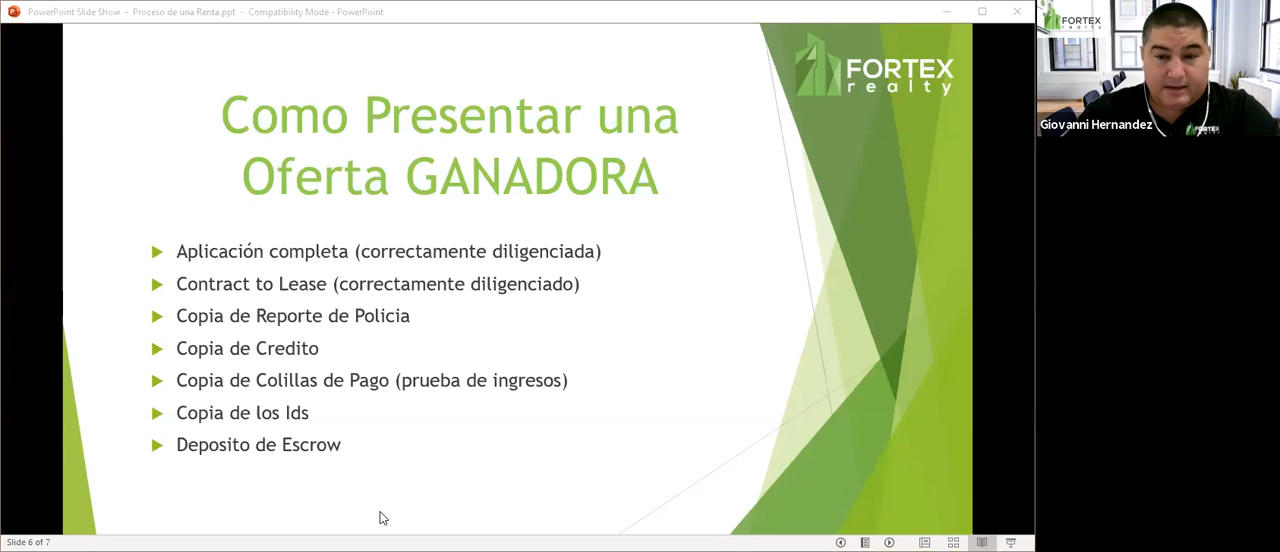 PowerPoint Slide Show - Proceso de una Renta.ppt - Compatibility Mode - PowerPoint
FORTEX
realty
Como Presentar una
Oferta GANADORA
Aplicación completa (correctamente diligenciada)
Contract to Lease (correctamente diligenciado)
Copia de Reporte de Policia
Copia de Credito
Copia de Colillas de Pago (prueba de ingresos)
Copia de los Ids
Deposito de Escrow
Slide 6 of 7
FORTEX
realty
Giovanni Hernandez
FORTEX